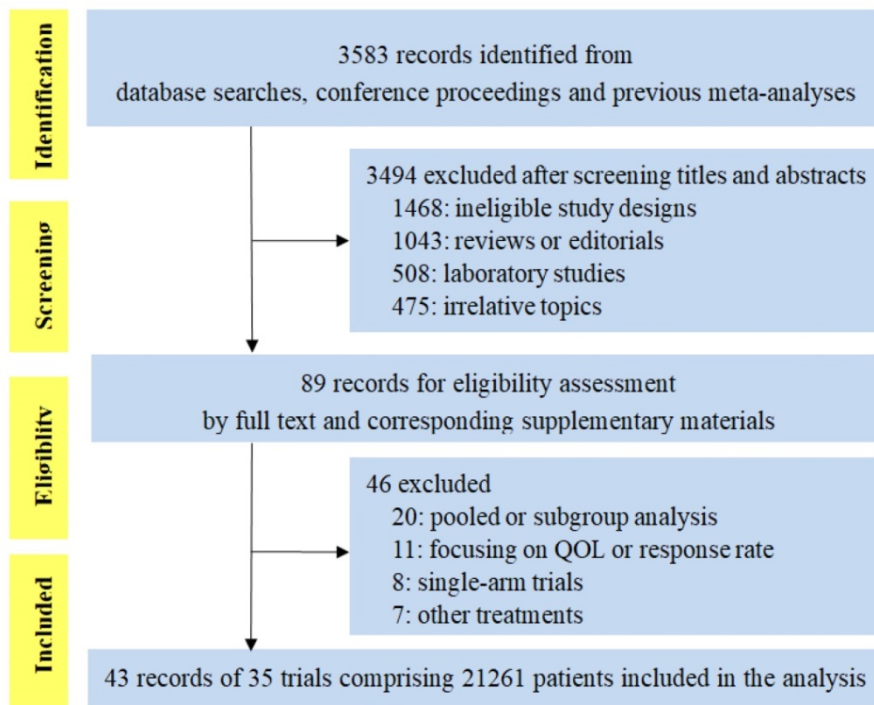 Identification
3583 records identified from
database searches, conference proceedings and previous meta-analyses
Screening
3494 excluded after screening titles and abstracts
1468: ineligible study designs
1043: reviews or editorials
508: laboratory studies
475: irrelative topics
Eligiblity
89 records for eligibility assessment
by full text and corresponding supplementary materials
46 excluded
20: pooled or subgroup analysis
11: focusing on QOL or response rate
8: single-arm trials
7: other treatments
Included
43 records of 35 trials comprising 21261 patients included in the analysis